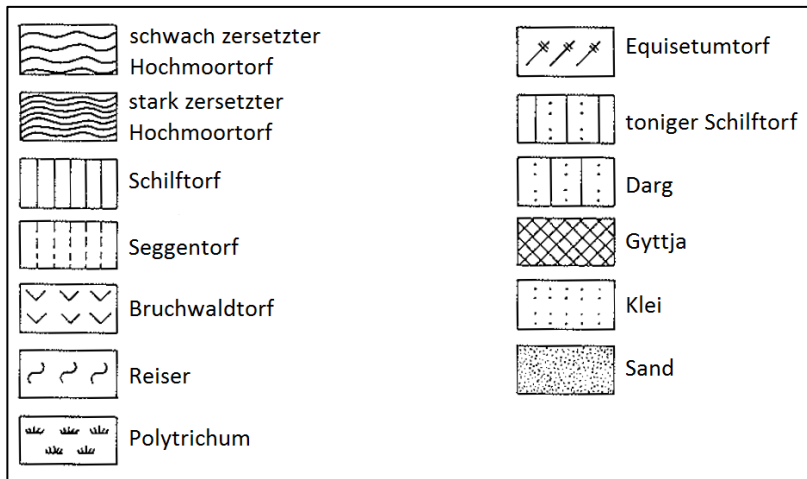 schwach zersetzter
Hochmoortorf
stark zersetzter
Hochmoortorf
Schilftorf
Seggentorf
Bruchwaldtorf
Reiser
Polytrichum
Equisetumtorf
toniger Schilftorf
Darg
Gyttja
Klei
Sand